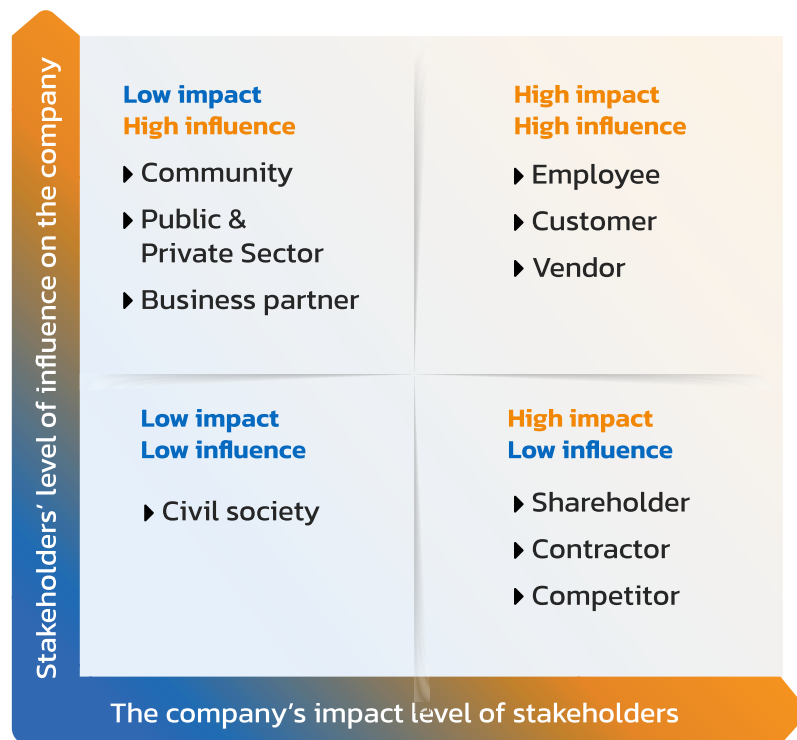 Stakeholders' level of influence on the company
Low impact
High influence
Community
Public &
Private Sector
Business partner
High impact
High influence
Employee
Customer
Vendor
Low impact
Low influence
Civil society
High impact
Low influence
Shareholder
Contractor
Competitor
The company's impact level of stakeholders